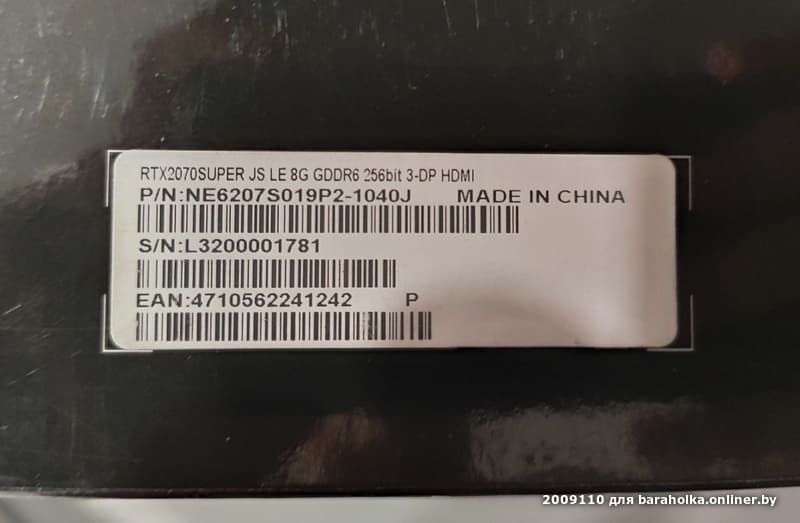 RTX2070SUPER JS LE 8G GDDR6 256bit 3-DP HDMI
P/N:NE6207S019P2-1040J MADE IN CHINA
S/N:L3200001781
EAN:4710562241242 P
2009110 для baraholka.onliner.by